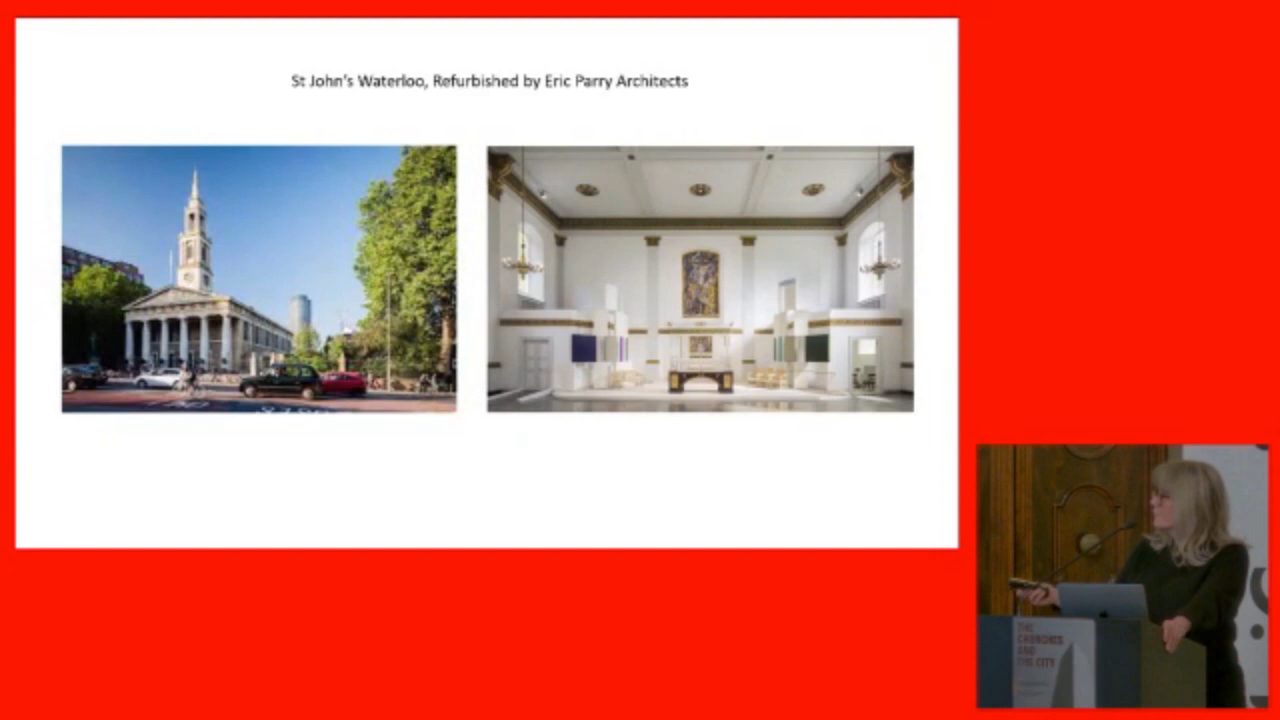 St John's Waterloo, Refurbished by Eric Parry Architects
THE
CHURCHES
AND
THE CITY